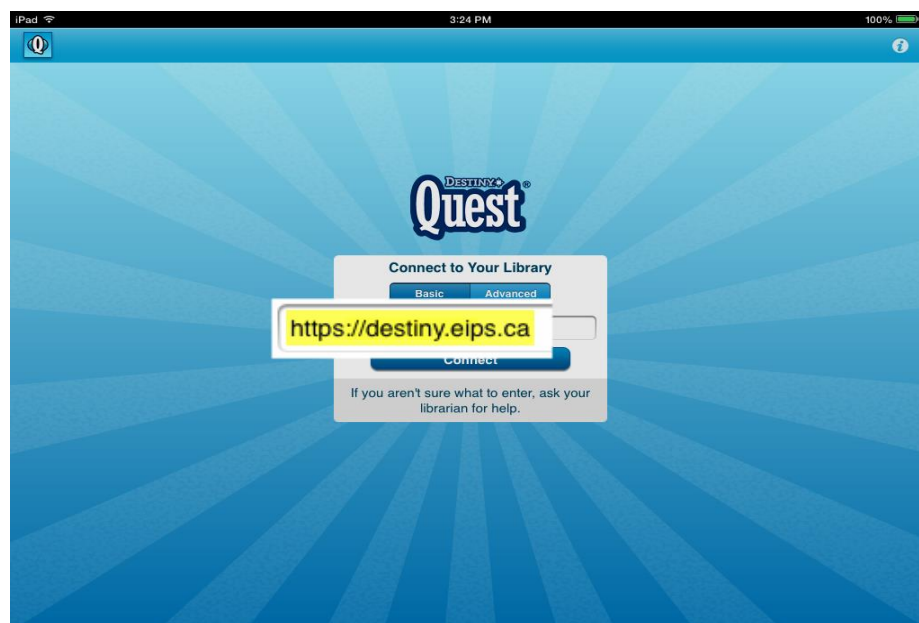 iPad 3:24 PM 100%
DESTINY
Quest®
Connect to Your Library
Basic Advanced
https://destiny.eips.ca
Connect
If you aren't sure what to enter, ask your
librarian for help.